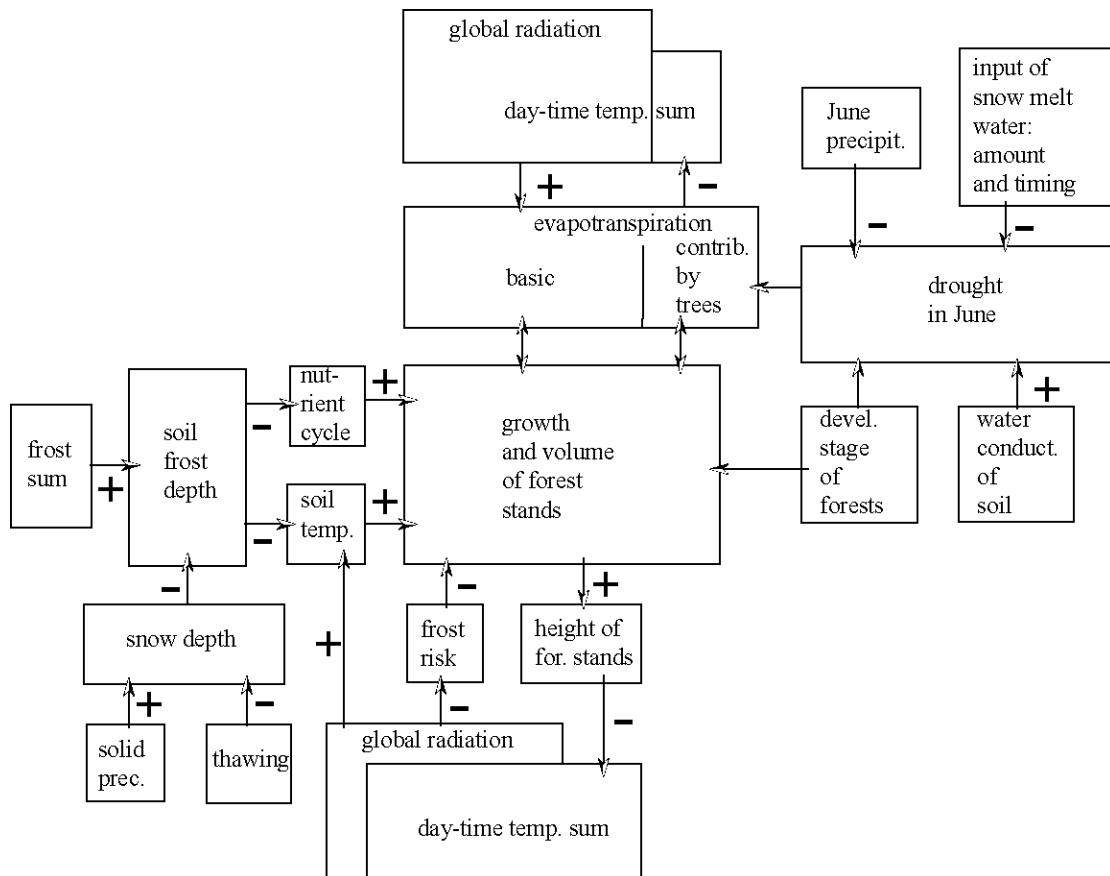 global radiation
day-time temp. sum
+
-
evapotranspiration
basic
contrib.
by
trees
June
precipit.
-
input of
snow melt
water:
amount
and timing
-
drought
in June
frost
sum
+
soil
frost
depth
-
nut-
rient
cycle
+
-
soil
temp.
+
growth
and volume
of forest
stands
devel.
stage
of
forests
+
water
conduct.
of
soil
-
snow depth
+
solid
prec.
-
thawing
+
-
frost
risk
-
+
height of
for. stands
-
global radiation
day-time temp. sum